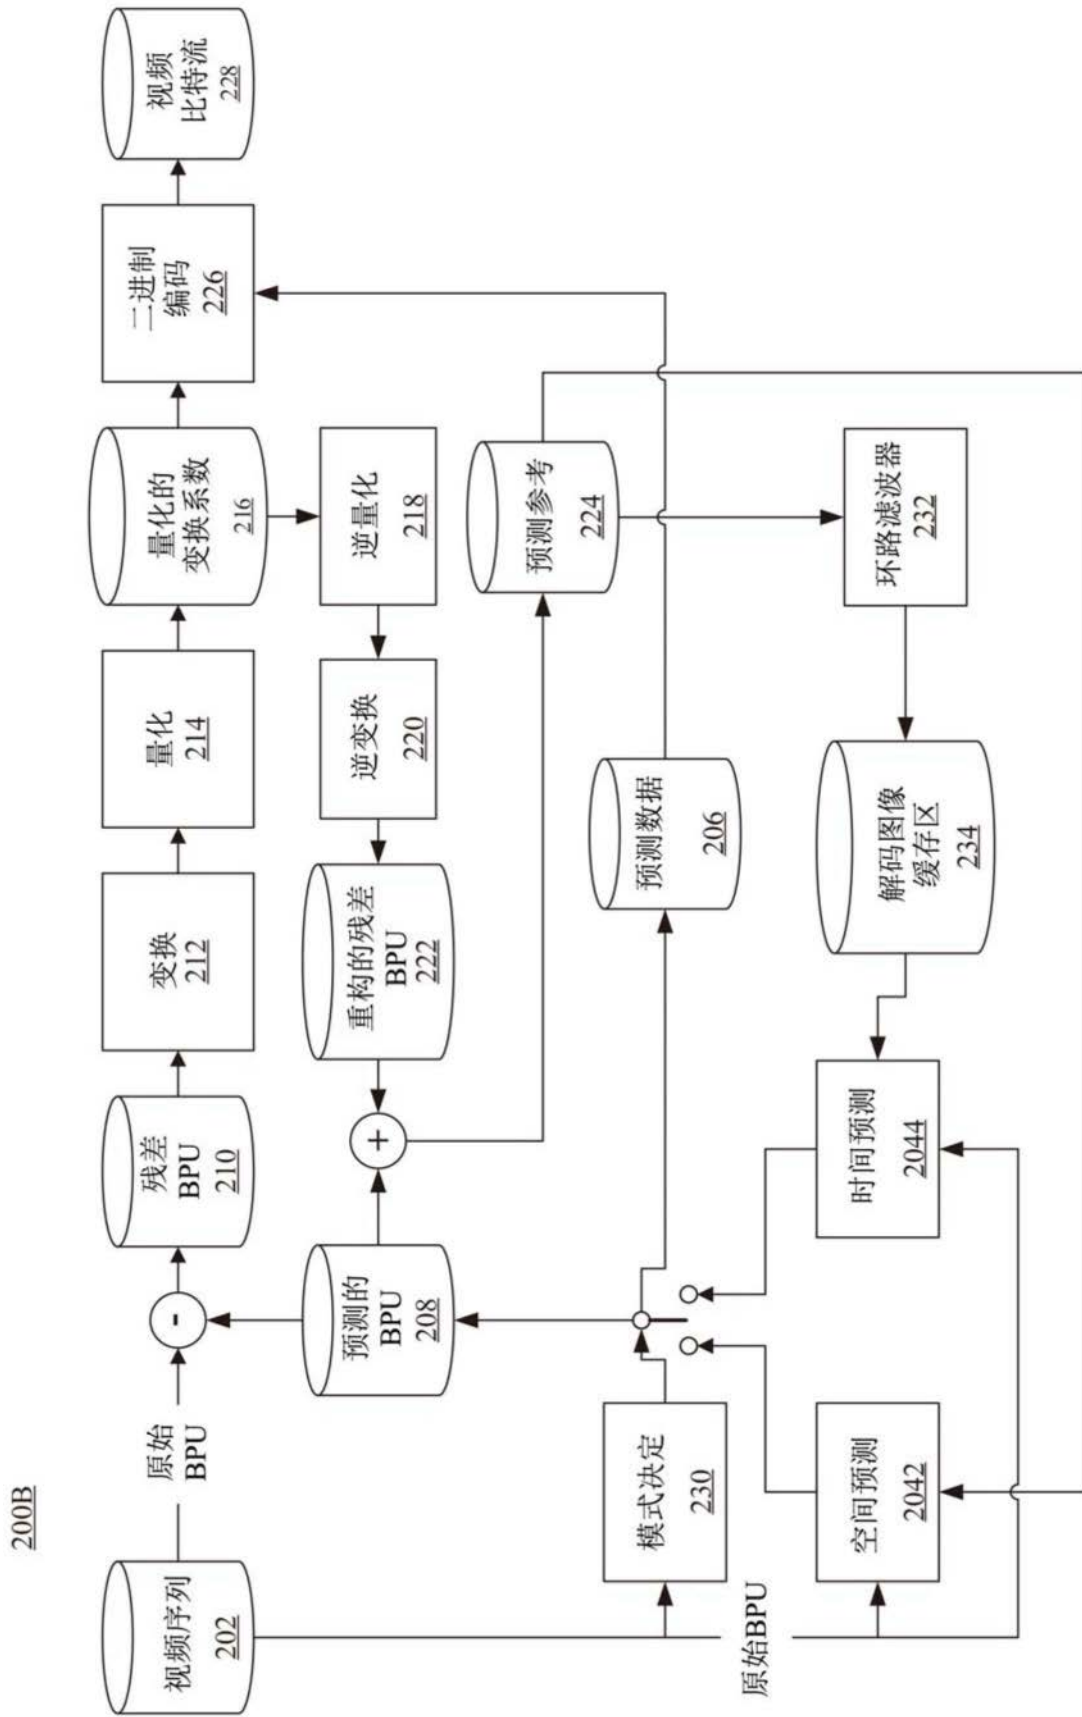 200B
视频序列
202
原始
BPU
-
残差
BPU
210
变换
212
量化
214
量化的
变换系数
216
二进制
编码
226
视频
比特流
228
预测的
BPU
208
+
重构的残差
BPU
222
逆变换
220
逆量化
218
预测参考
224
模式决定
230
预测数据
206
原始BPU
空间预测
2042
时间预测
2044
解码图像
缓存区
234
环路滤波器
232